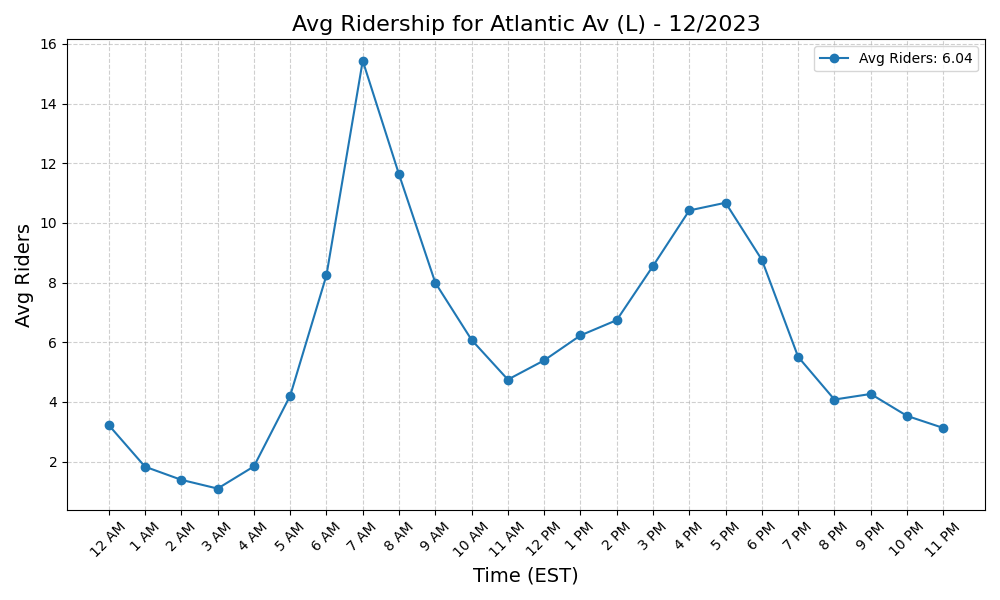 Avg Ridership for Atlantic Av (L) - 12/2023
Avg Riders: 6.04
Avg Riders
16
14
12
10
8
6
4
2
12 AM
1 AM
2 AM
3 AM
4 AM
5 AM
6 AM
7 AM
8 AM
9 AM
10 AM
11 AM
12 PM
1 PM
2 PM
3 PM
4 PM
5 PM
6 PM
7 PM
8 PM
9 PM
10 PM
11 PM
Time (EST)